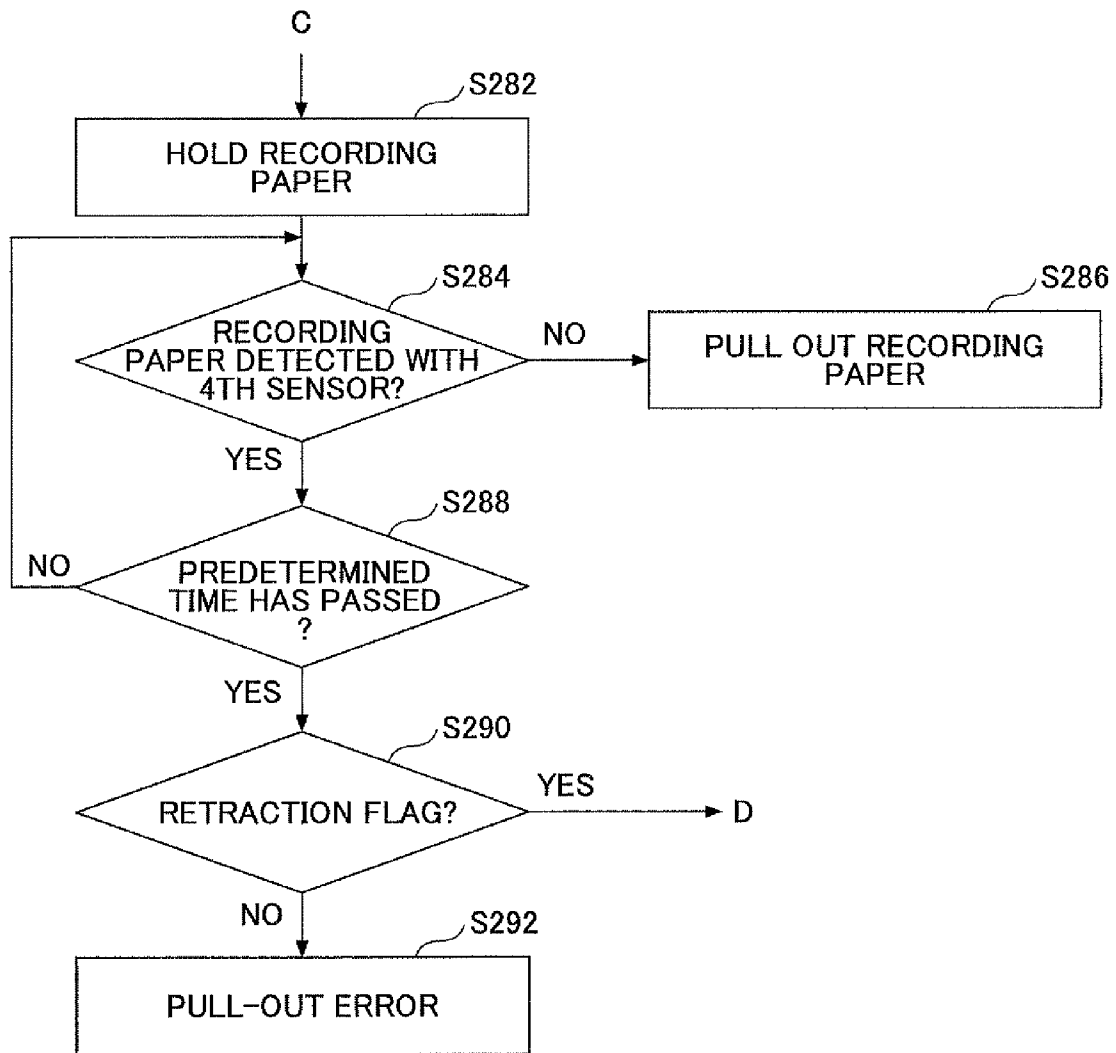 C
S282
HOLD RECORDING
PAPER
S284
RECORDING
PAPER DETECTED WITH
4TH SENSOR?
NO
S286
PULL OUT RECORDING
PAPER
YES
S288
NO
PREDETERMINED
TIME HAS PASSED
?
YES
S290
RETRACTION FLAG?
YES
D
NO
S292
PULL-OUT ERROR